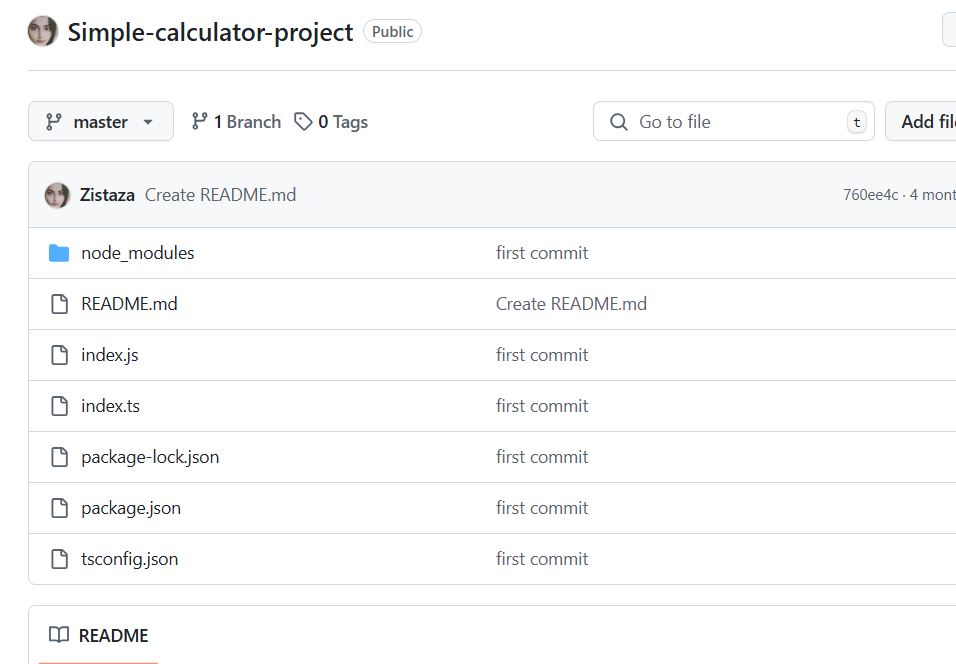 Simple-calculator-project Public
master 1 Branch 0 Tags Go to file t Add file
Zistaza Create README.md 760ee4c · 4 mont
node_modules first commit
README.md Create README.md
index.js first commit
index.ts first commit
package-lock.json first commit
package.json first commit
tsconfig.json first commit
README